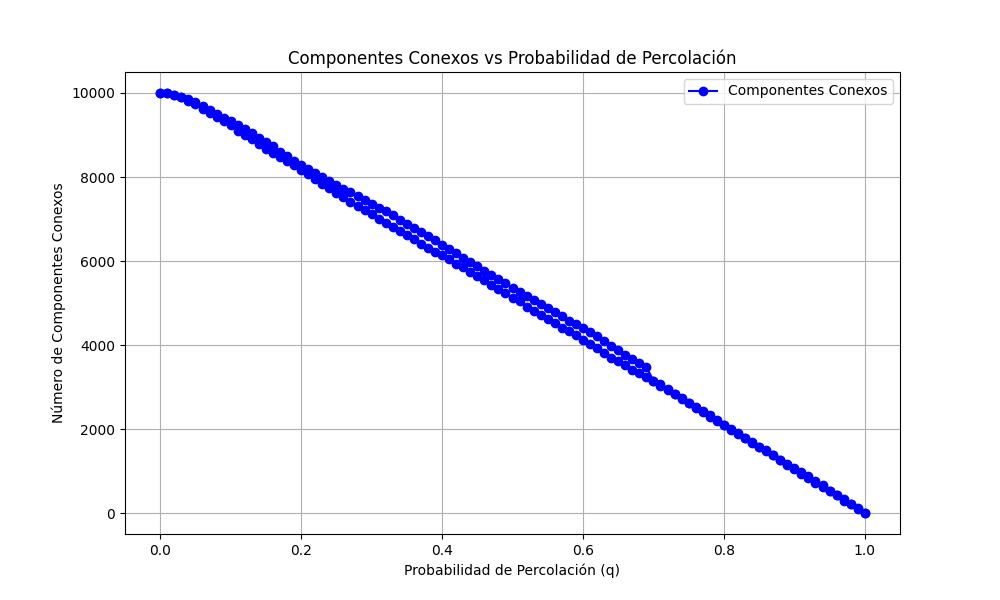 Componentes Conexos vs Probabilidad de Percolación
Componentes Conexos
Número de Componentes Conexos
10000
8000
6000
4000
2000
0
0.0 0.2 0.4 0.6 0.8 1.0
Probabilidad de Percolación (q)